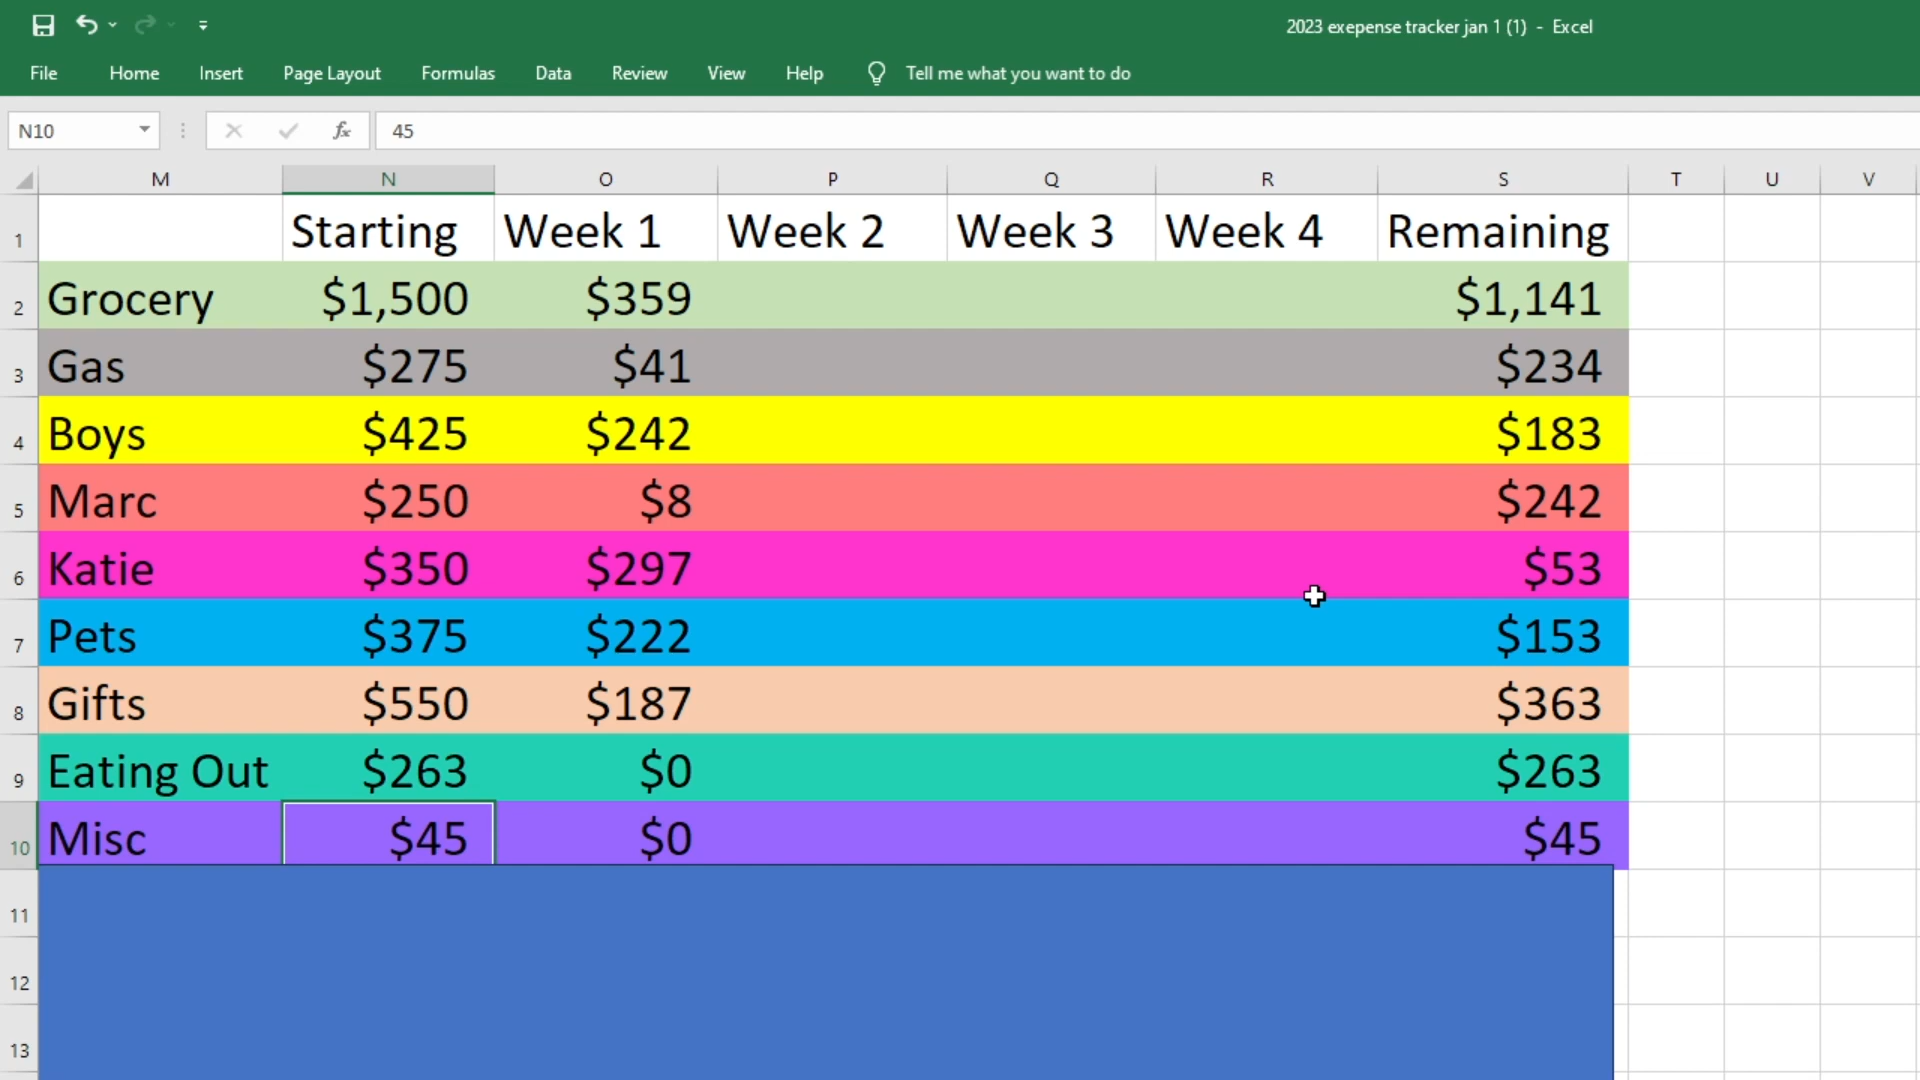 2023 exepense tracker jan 1 (1) - Excel
File Home Insert Page Layout Formulas Data Review View Help Tell me what you want to do
N10 fx 45
M N O P Q R S T U V
1 Starting Week 1 Week 2 Week 3 Week 4 Remaining
2 Grocery $1,500 $359 $1,141
3 Gas $275 $41 $234
4 Boys $425 $242 $183
5 Marc $250 $8 $242
6 Katie $350 $297 $53
7 Pets $375 $222 $153
8 Gifts $550 $187 $363
9 Eating Out $263 $0 $263
10 Misc $45 $0 $45
11
12
13